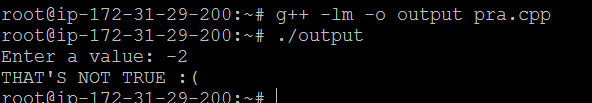 root@ip-172-31-29-200:~# g++ -lm -o output pra.cpp
root@ip-172-31-29-200:~# ./output
Enter a value: -2
THAT'S NOT TRUE :(
root@ip-172-31-29-200:~#